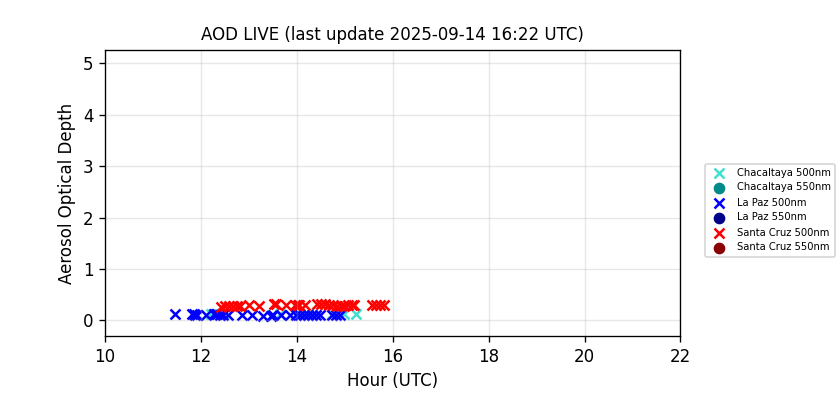 AOD LIVE (last update 2025-09-14 16:22 UTC)
Aerosol Optical Depth
5
4
3
2
1
0
10 12 14 16 18 20 22
Hour (UTC)
Chacaltaya 500nm
Chacaltaya 550nm
La Paz 500nm
La Paz 550nm
Santa Cruz 500nm
Santa Cruz 550nm